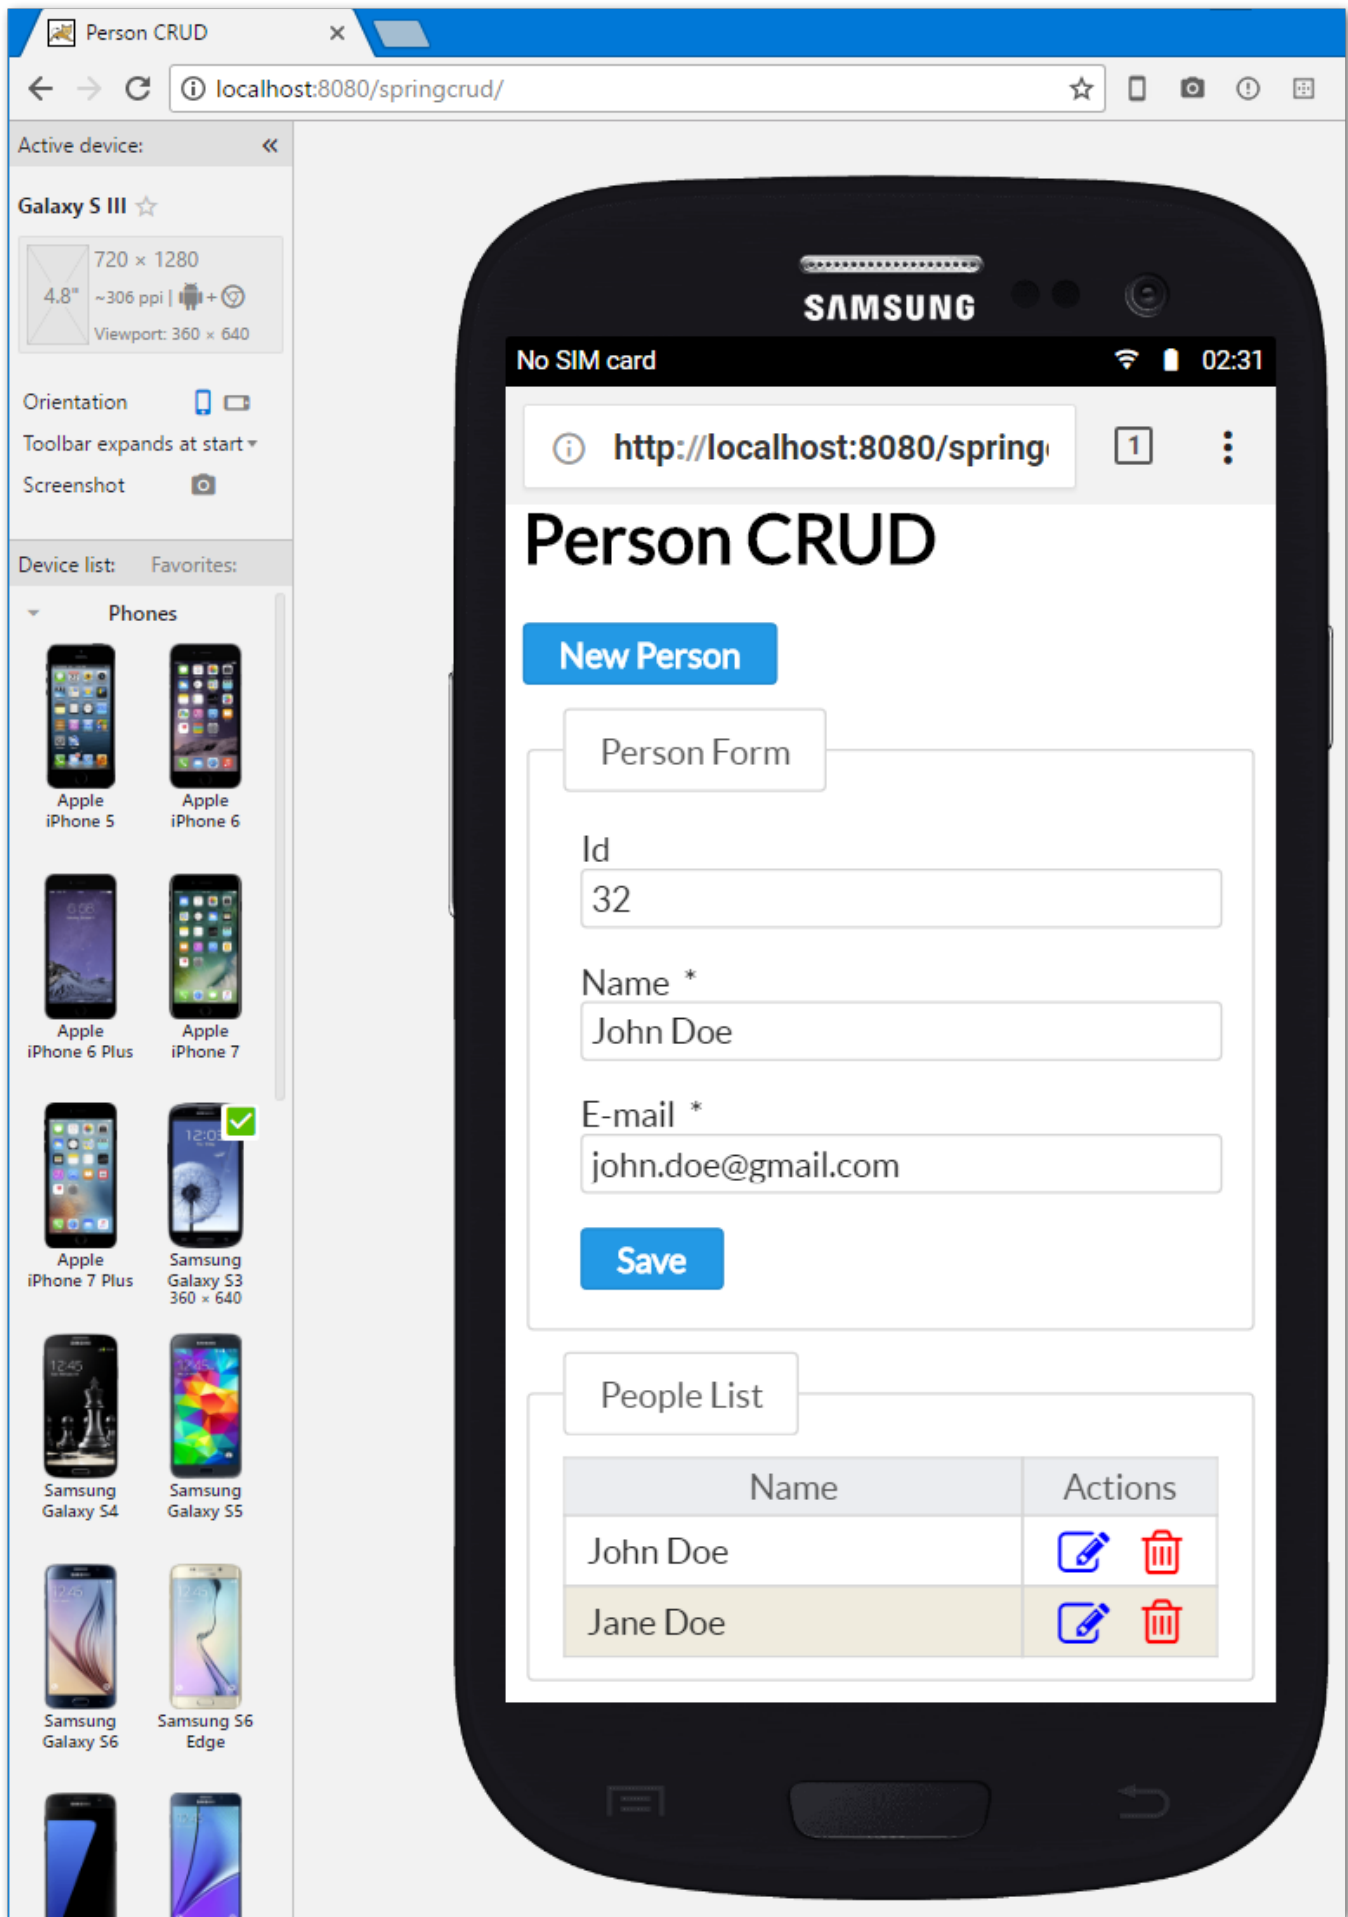 Person CRUD
localhost:8080/springcrud/
Active device:
Galaxy S III
720 × 1280
4.8"
~306 ppi | +
Viewport: 360 × 640
Orientation
Toolbar expands at start
Screenshot
Device list: Favorites:
Phones
Apple
iPhone 5
Apple
iPhone 6
Apple
iPhone 6 Plus
Apple
iPhone 7
Apple
iPhone 7 Plus
Samsung
Galaxy S3
360 × 640
Samsung
Galaxy S4
Samsung
Galaxy S5
Samsung
Galaxy S6
Samsung S6
Edge
SAMSUNG
No SIM card 02:31
http://localhost:8080/spring
1
Person CRUD
New Person
Person Form
Id
32
Name *
John Doe
E-mail *
john.doe@gmail.com
Save
People List
Name Actions
John Doe
Jane Doe